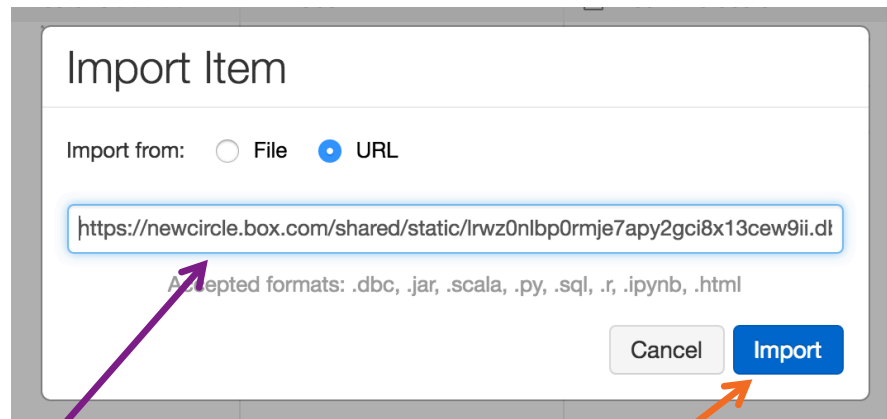 Import Item
Import from: File URL
https://newcircle.box.com/shared/static/lrwz0nlbp0rmje7apy2gci8x13cew9ii.db
Accepted formats: .dbc, .jar, .scala, .py, .sql, .r, .ipynb, .html
Cancel Import